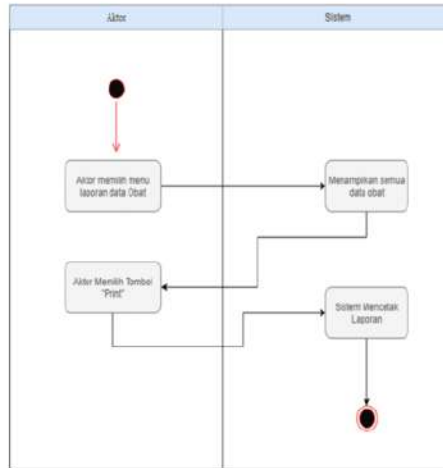 Aktor
Sistem
Aktor memilih menu
laporan data Obat
Menampilkan semua
data obat
Aktor Memilih Tombol
"Print"
Sistem Mencetak
Laporan